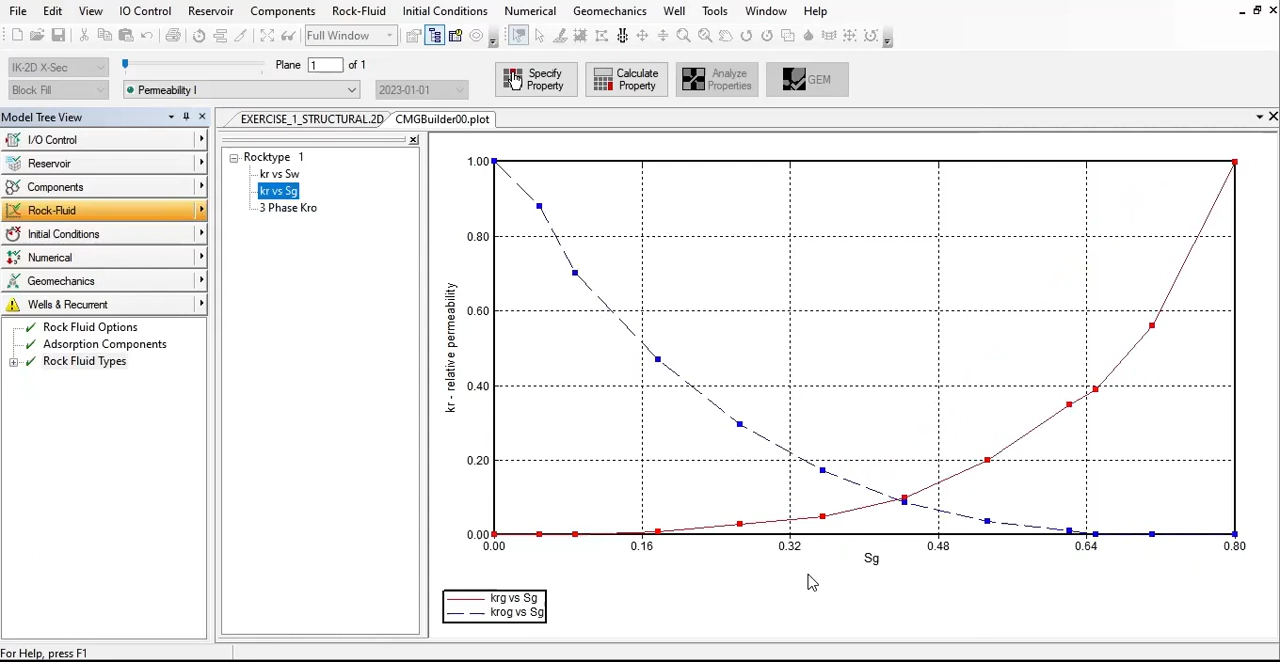 File Edit View IO Control Reservoir Components Rock-Fluid Initial Conditions Numerical Geomechanics Well Tools Window Help
Full Window
IK-2D X-Sec Plane 1 of 1
Block Fill Permeability I 2023-01-01
Specify Property
Calculate Property
Analyze Properties
GEM
Model Tree View
EXERCISE_1_STRUCTURAL.2D CMGBuilder00.plot
I/O Control
Reservoir
Components
Rock-Fluid
Initial Conditions
Numerical
Geomechanics
Wells & Recurrent
Rock Fluid Options
Adsorption Components
Rock Fluid Types
Rocktype 1
kr vs Sw
kr vs Sg
3 Phase Kro
kr - relative permeability
1.00
0.80
0.60
0.40
0.20
0.00
0.00 0.16 0.32 0.48 0.64 0.80
Sg
krg vs Sg
krog vs Sg
For Help, press F1